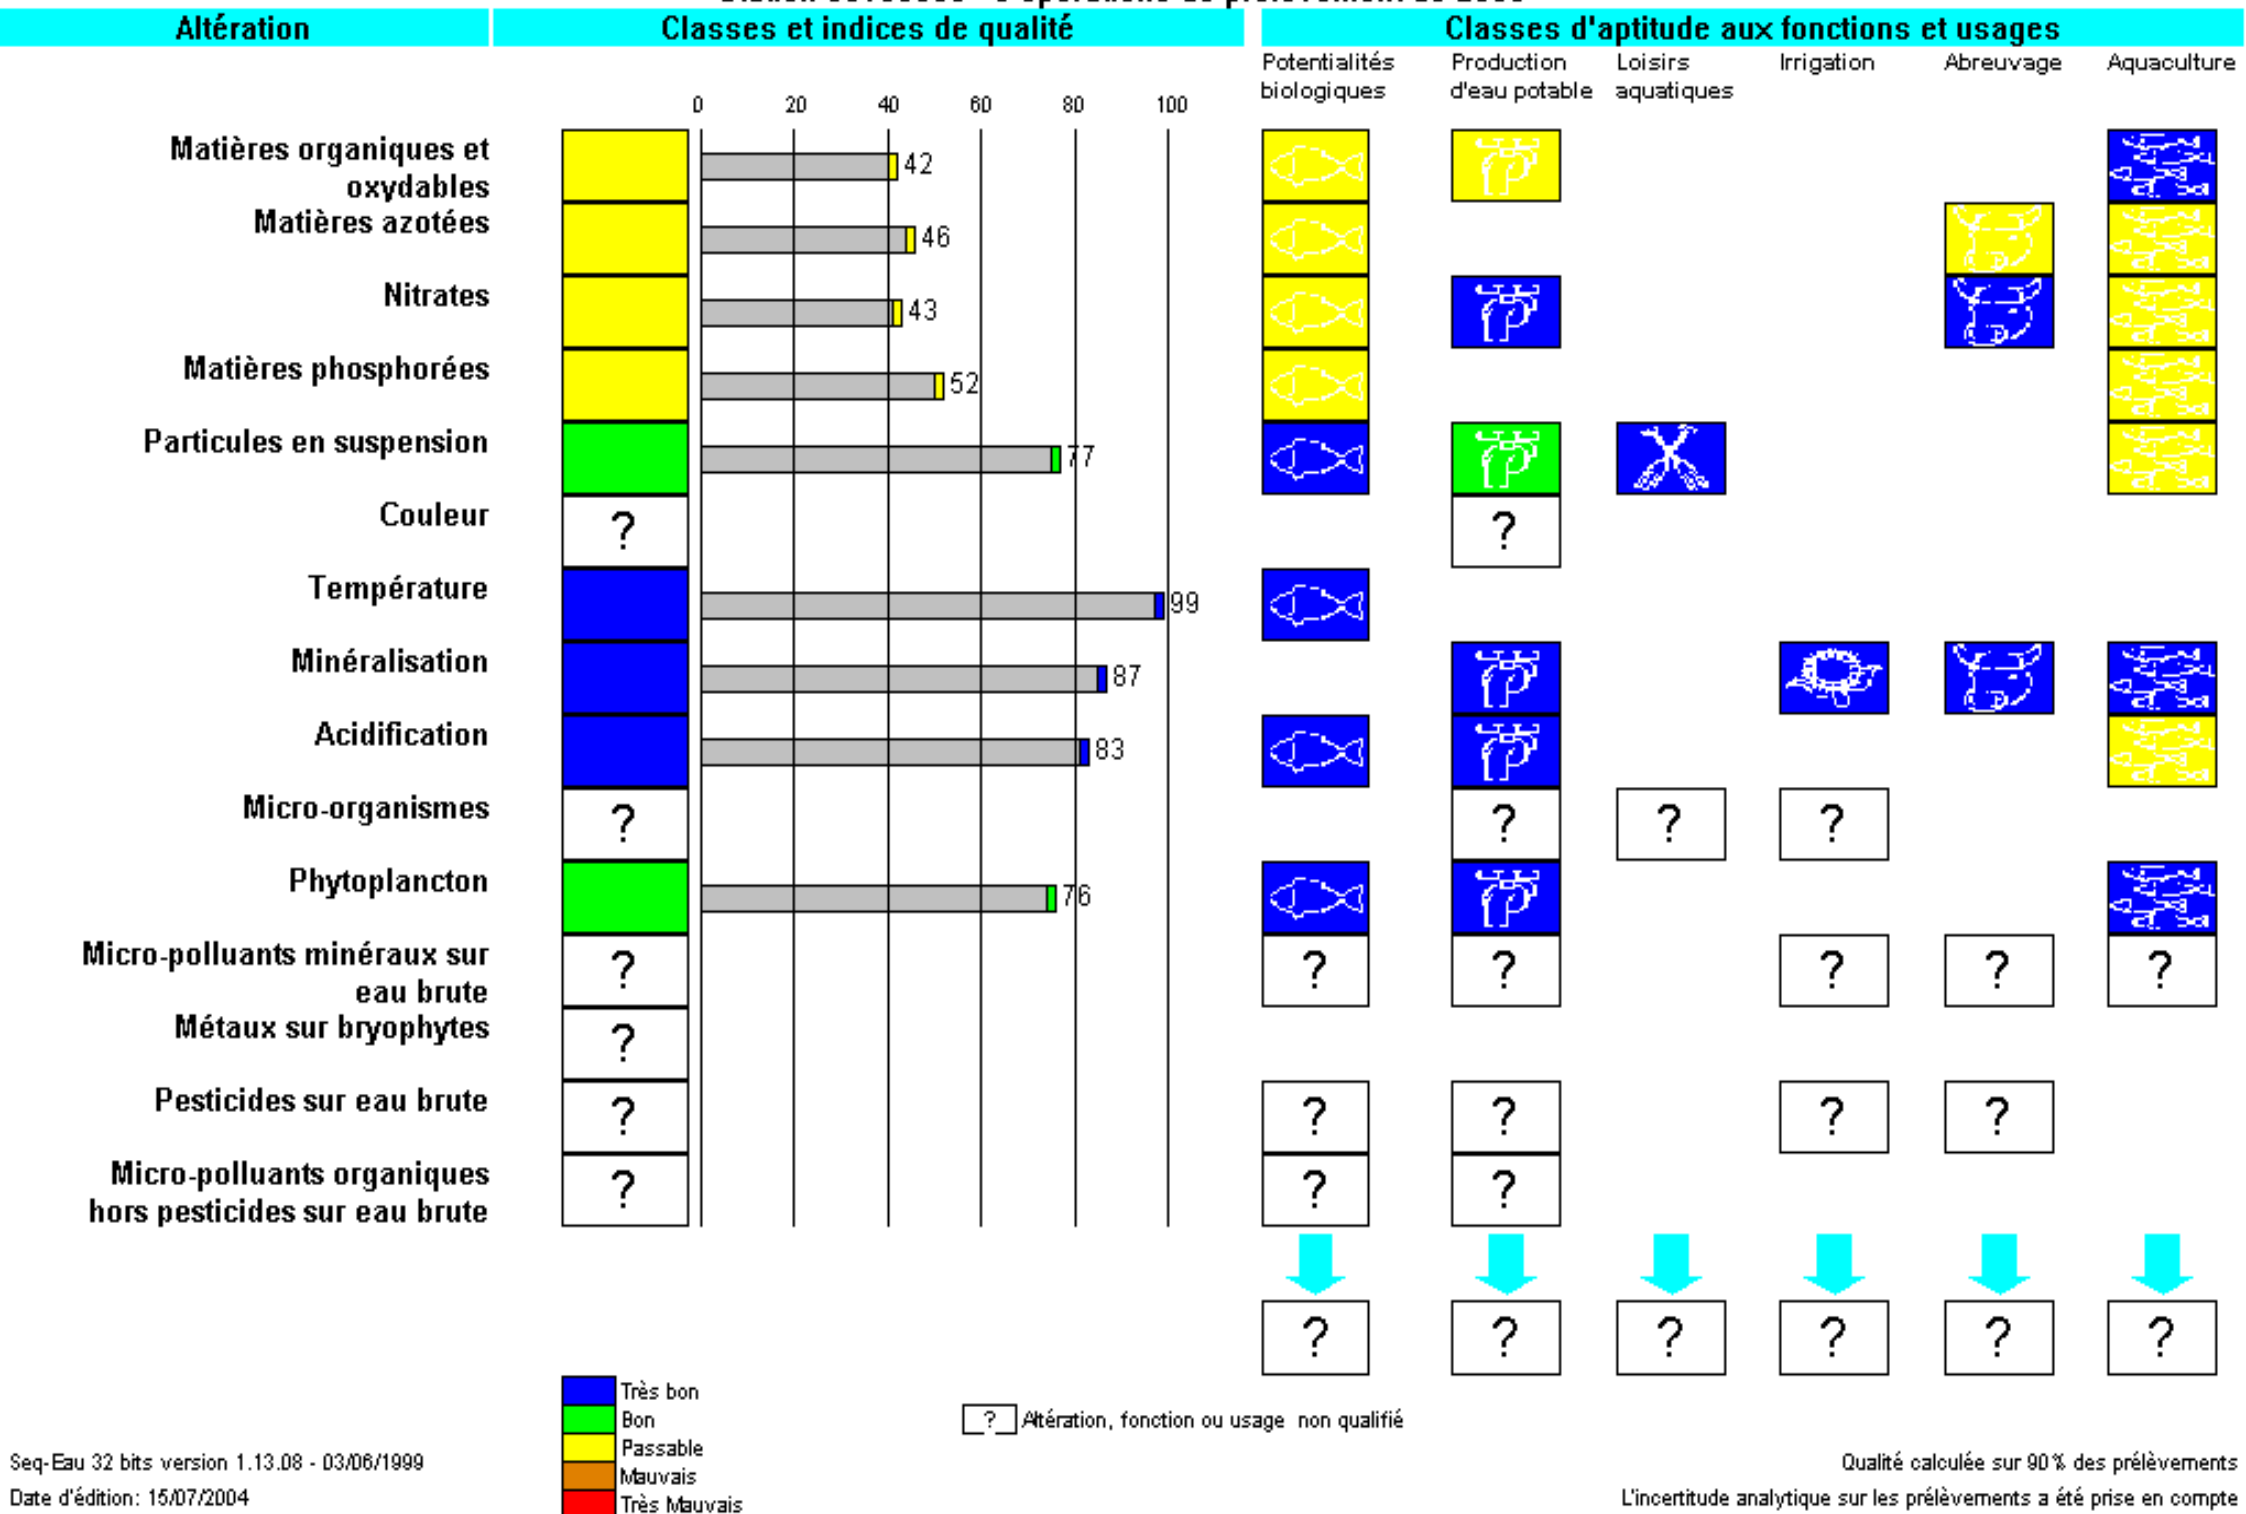 Altération
Classes et indices de qualité
Classes d'aptitude aux fonctions et usages
Potentialités
biologiques
Production
d'eau potable
Loisirs
aquatiques
Irrigation
Abreuvage
Aquaculture
0 20 40 60 80 100
Matières organiques et
oxydables
42
Matières azotées
46
Nitrates
43
Matières phosphorées
52
Particules en suspension
77
Couleur
? ?
Température
99
Minéralisation
87
Acidification
83
Micro-organismes
? ? ? ?
Phytoplancton
76
Micro-polluants minéraux sur
eau brute
? ? ? ? ? ?
Métaux sur bryophytes
?
Pesticides sur eau brute
? ? ? ? ?
Micro-polluants organiques
hors pesticides sur eau brute
? ? ?
? ? ? ? ? ?
Très bon
Bon
Passable
Mauvais
Très Mauvais
? Altération, fonction ou usage non qualifié
Seq-Eau 32 bits version 1.13.08 - 03/06/1999
Date d'édition: 15/07/2004
Qualité calculée sur 90% des prélèvements
L'incertitude analytique sur les prélèvements a été prise en compte